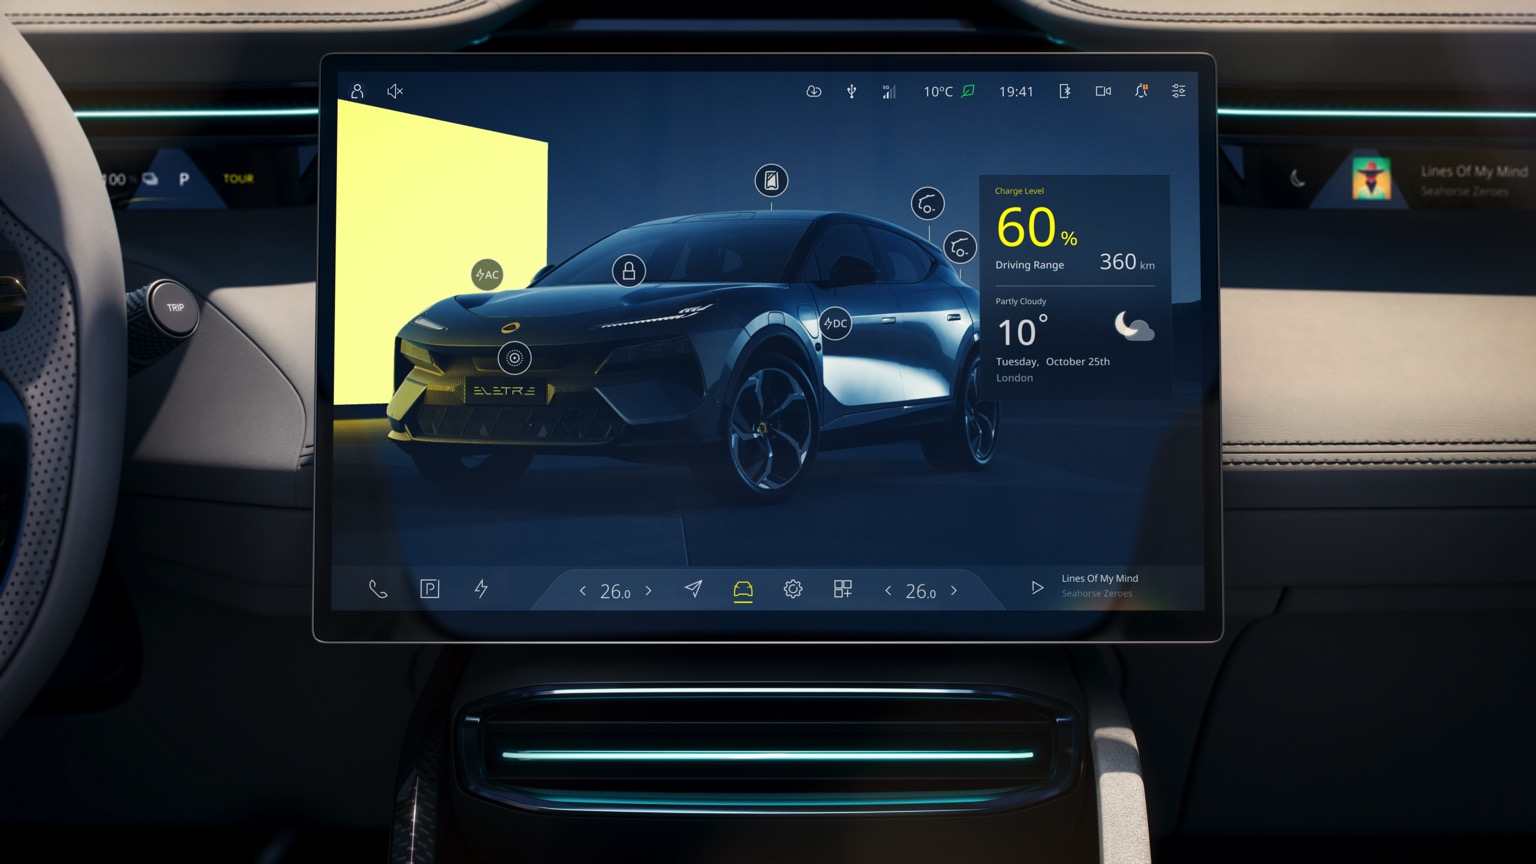 5G
10°C
19:41
100 %
P
TOUR
Lines Of My Mind
Seahorse Zeroes
Charge Level
60 %
Driving Range 360 km
AC
Partly Cloudy
10°
TRIP
DC
Tuesday, October 25th
London
ELETRE
P
26.0
26.0
Lines Of My Mind
Seahorse Zeroes